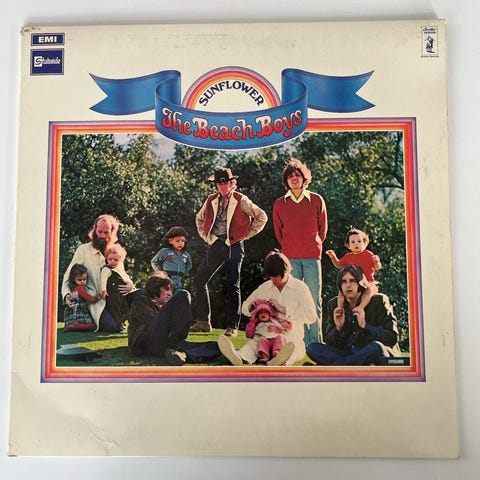 EMI
Stateside
SUNFLOWER
The Beach Boys